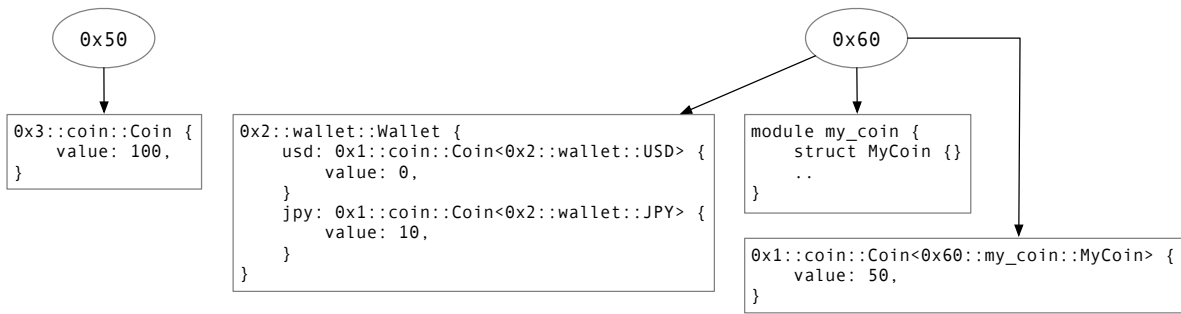 0x50
0x60
0x3::coin::Coin {
    value: 100,
}
0x2::wallet::Wallet {
    usd: 0x1::coin::Coin<0x2::wallet::USD> {
        value: 0,
    }
    jpy: 0x1::coin::Coin<0x2::wallet::JPY> {
        value: 10,
    }
}
module my_coin {
    struct MyCoin {}
    ..
}
0x1::coin::Coin<0x60::my_coin::MyCoin> {
    value: 50,
}